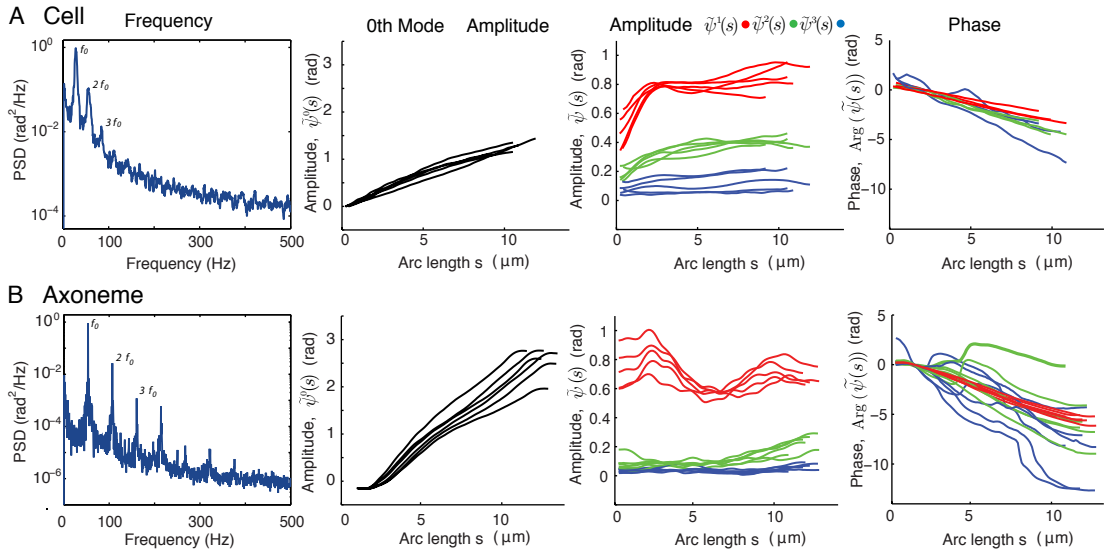 A Cell
Frequency
0th Mode Amplitude
Amplitude ψ̃¹(s) ψ̃²(s) ψ̃³(s)
Phase
PSD (rad²/Hz)
10⁰
10⁻²
10⁻⁴
f₀
2 f₀
3 f₀
0 100 300 500
Frequency (Hz)
Amplitude, ψ̃⁰(s) (rad)
3
2
1
0
0 5 10
Arc length s (μm)
Amplitude, ψ̃(s) (rad)
1
0.8
0.6
0.4
0.2
0
0 5 10
Arc length s (μm)
Phase, Arg (ψ̃(s))
5
0
−5
−10
0 5 10
Arc length s (μm)
B Axoneme
PSD (rad²/Hz)
10⁰
10⁻²
10⁻⁴
10⁻⁶
f₀
2 f₀
3 f₀
0 100 300 500
Frequency (Hz)
Amplitude, ψ̃⁰(s) (rad)
3
2
1
0
0 5 10
Arc length s (μm)
Amplitude, ψ̃(s) (rad)
1
0.8
0.6
0.4
0.2
0
0 5 10
Arc length s (μm)
Phase, Arg (ψ̃(s))
5
0
−5
−10
0 5 10
Arc length s (μm)